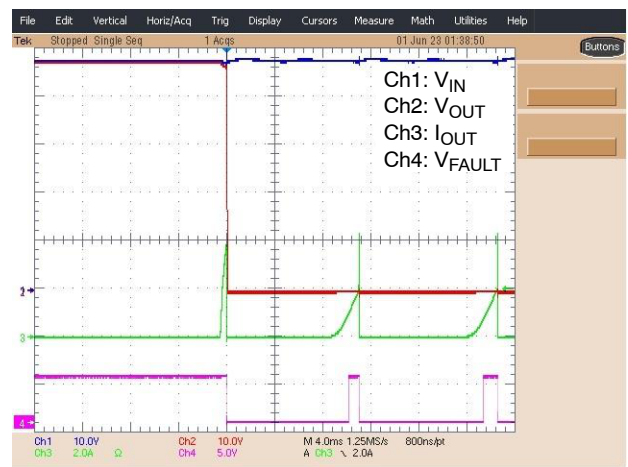 File Edit Vertical Horiz/Acq Trig Display Cursors Measure Math Utilities Help
Tek Stopped Single Seq 1 Acqs 01 Jun 23 01:38:50 Buttons
Ch1: VIN
Ch2: VOUT
Ch3: IOUT
Ch4: VFAULT
2
3
4
Ch1 10.0V Ch2 10.0V M 4.0ms 1.25MS/s 800ns/pt
Ch3 2.0A Ω Ch4 5.0V A Ch3 ∖ 2.0A